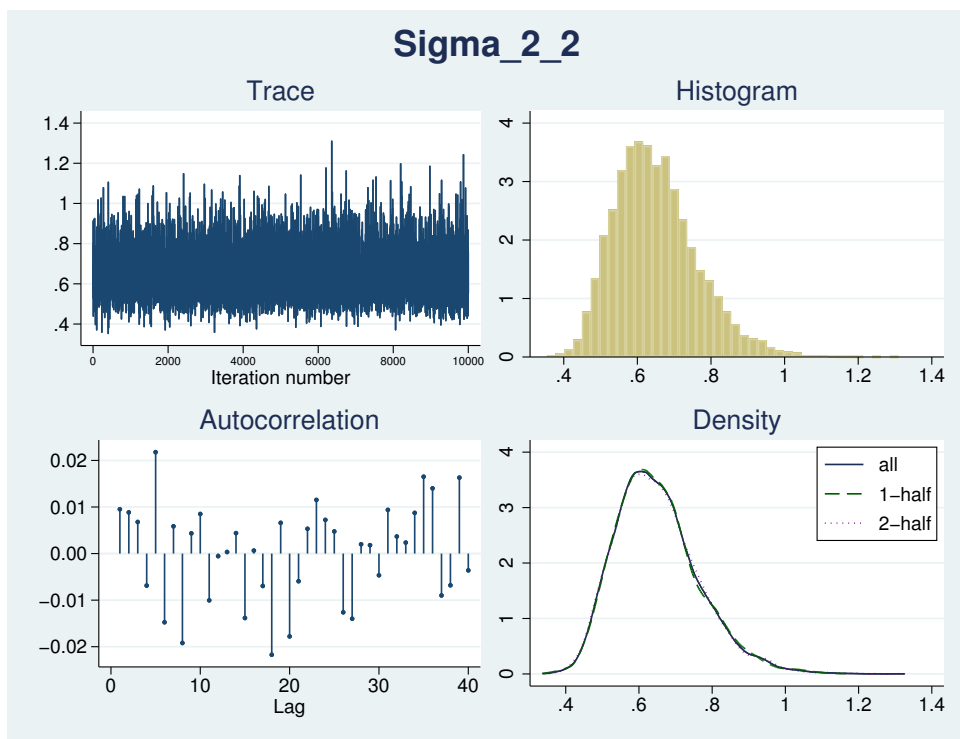 Sigma_2_2
Trace
1.4
1.2
1
.8
.6
.4
0 2000 4000 6000 8000 10000
Iteration number
Histogram
4
3
2
1
0
.4 .6 .8 1 1.2 1.4
Autocorrelation
0.02
0.01
0.00
−0.01
−0.02
0 10 20 30 40
Lag
Density
4
3
2
1
0
.4 .6 .8 1 1.2 1.4
all
1−half
2−half